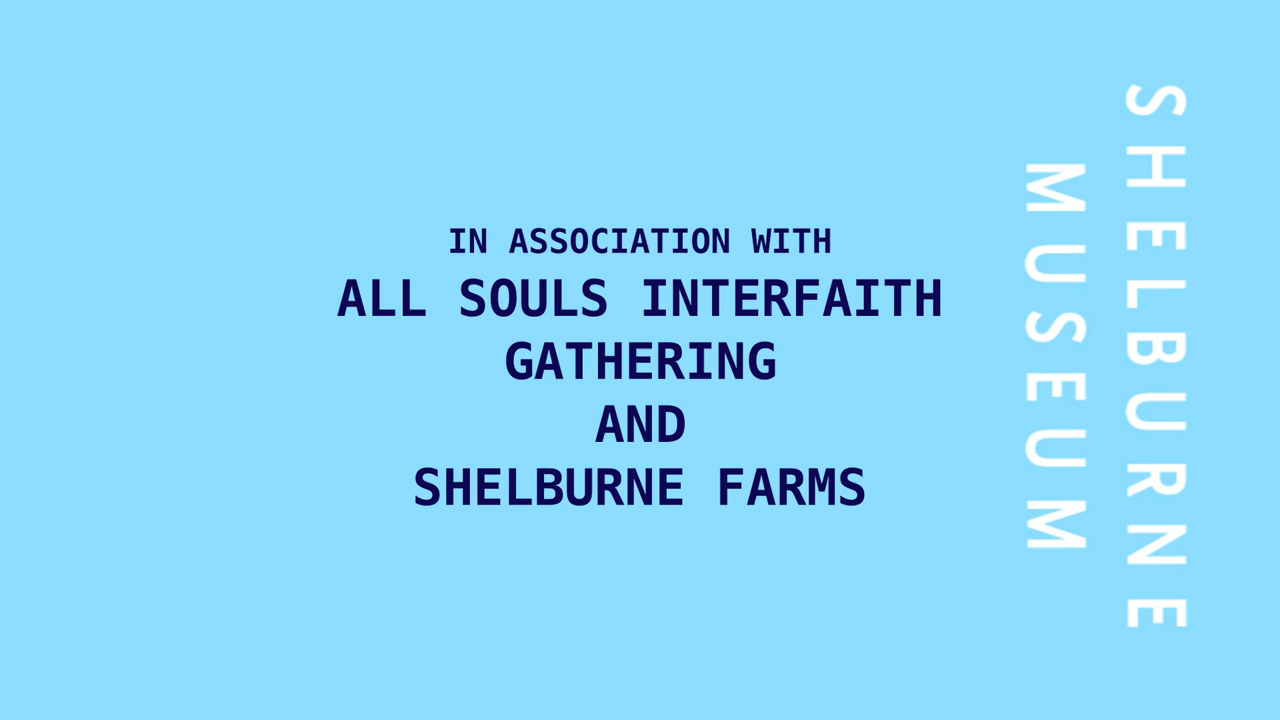 IN ASSOCIATION WITH
ALL SOULS INTERFAITH
GATHERING
AND
SHELBURNE FARMS
SHELBURNE
MUSEUM